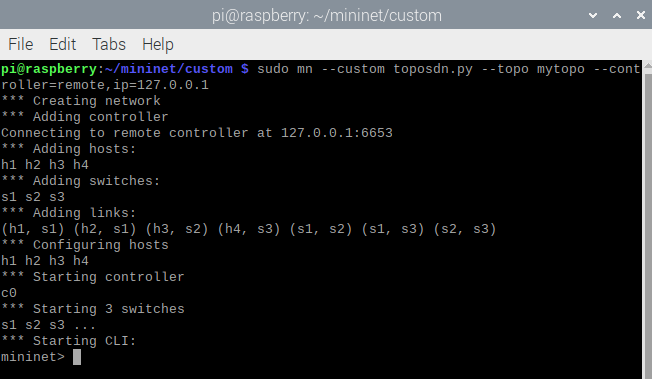 pi@raspberry: ~/mininet/custom
File Edit Tabs Help
pi@raspberry:~/mininet/custom $ sudo mn --custom toposdn.py --topo mytopo --cont
roller=remote,ip=127.0.0.1
*** Creating network
*** Adding controller
Connecting to remote controller at 127.0.0.1:6653
*** Adding hosts:
h1 h2 h3 h4
*** Adding switches:
s1 s2 s3
*** Adding links:
(h1, s1) (h2, s1) (h3, s2) (h4, s3) (s1, s2) (s1, s3) (s2, s3)
*** Configuring hosts
h1 h2 h3 h4
*** Starting controller
c0
*** Starting 3 switches
s1 s2 s3 ...
*** Starting CLI:
mininet>